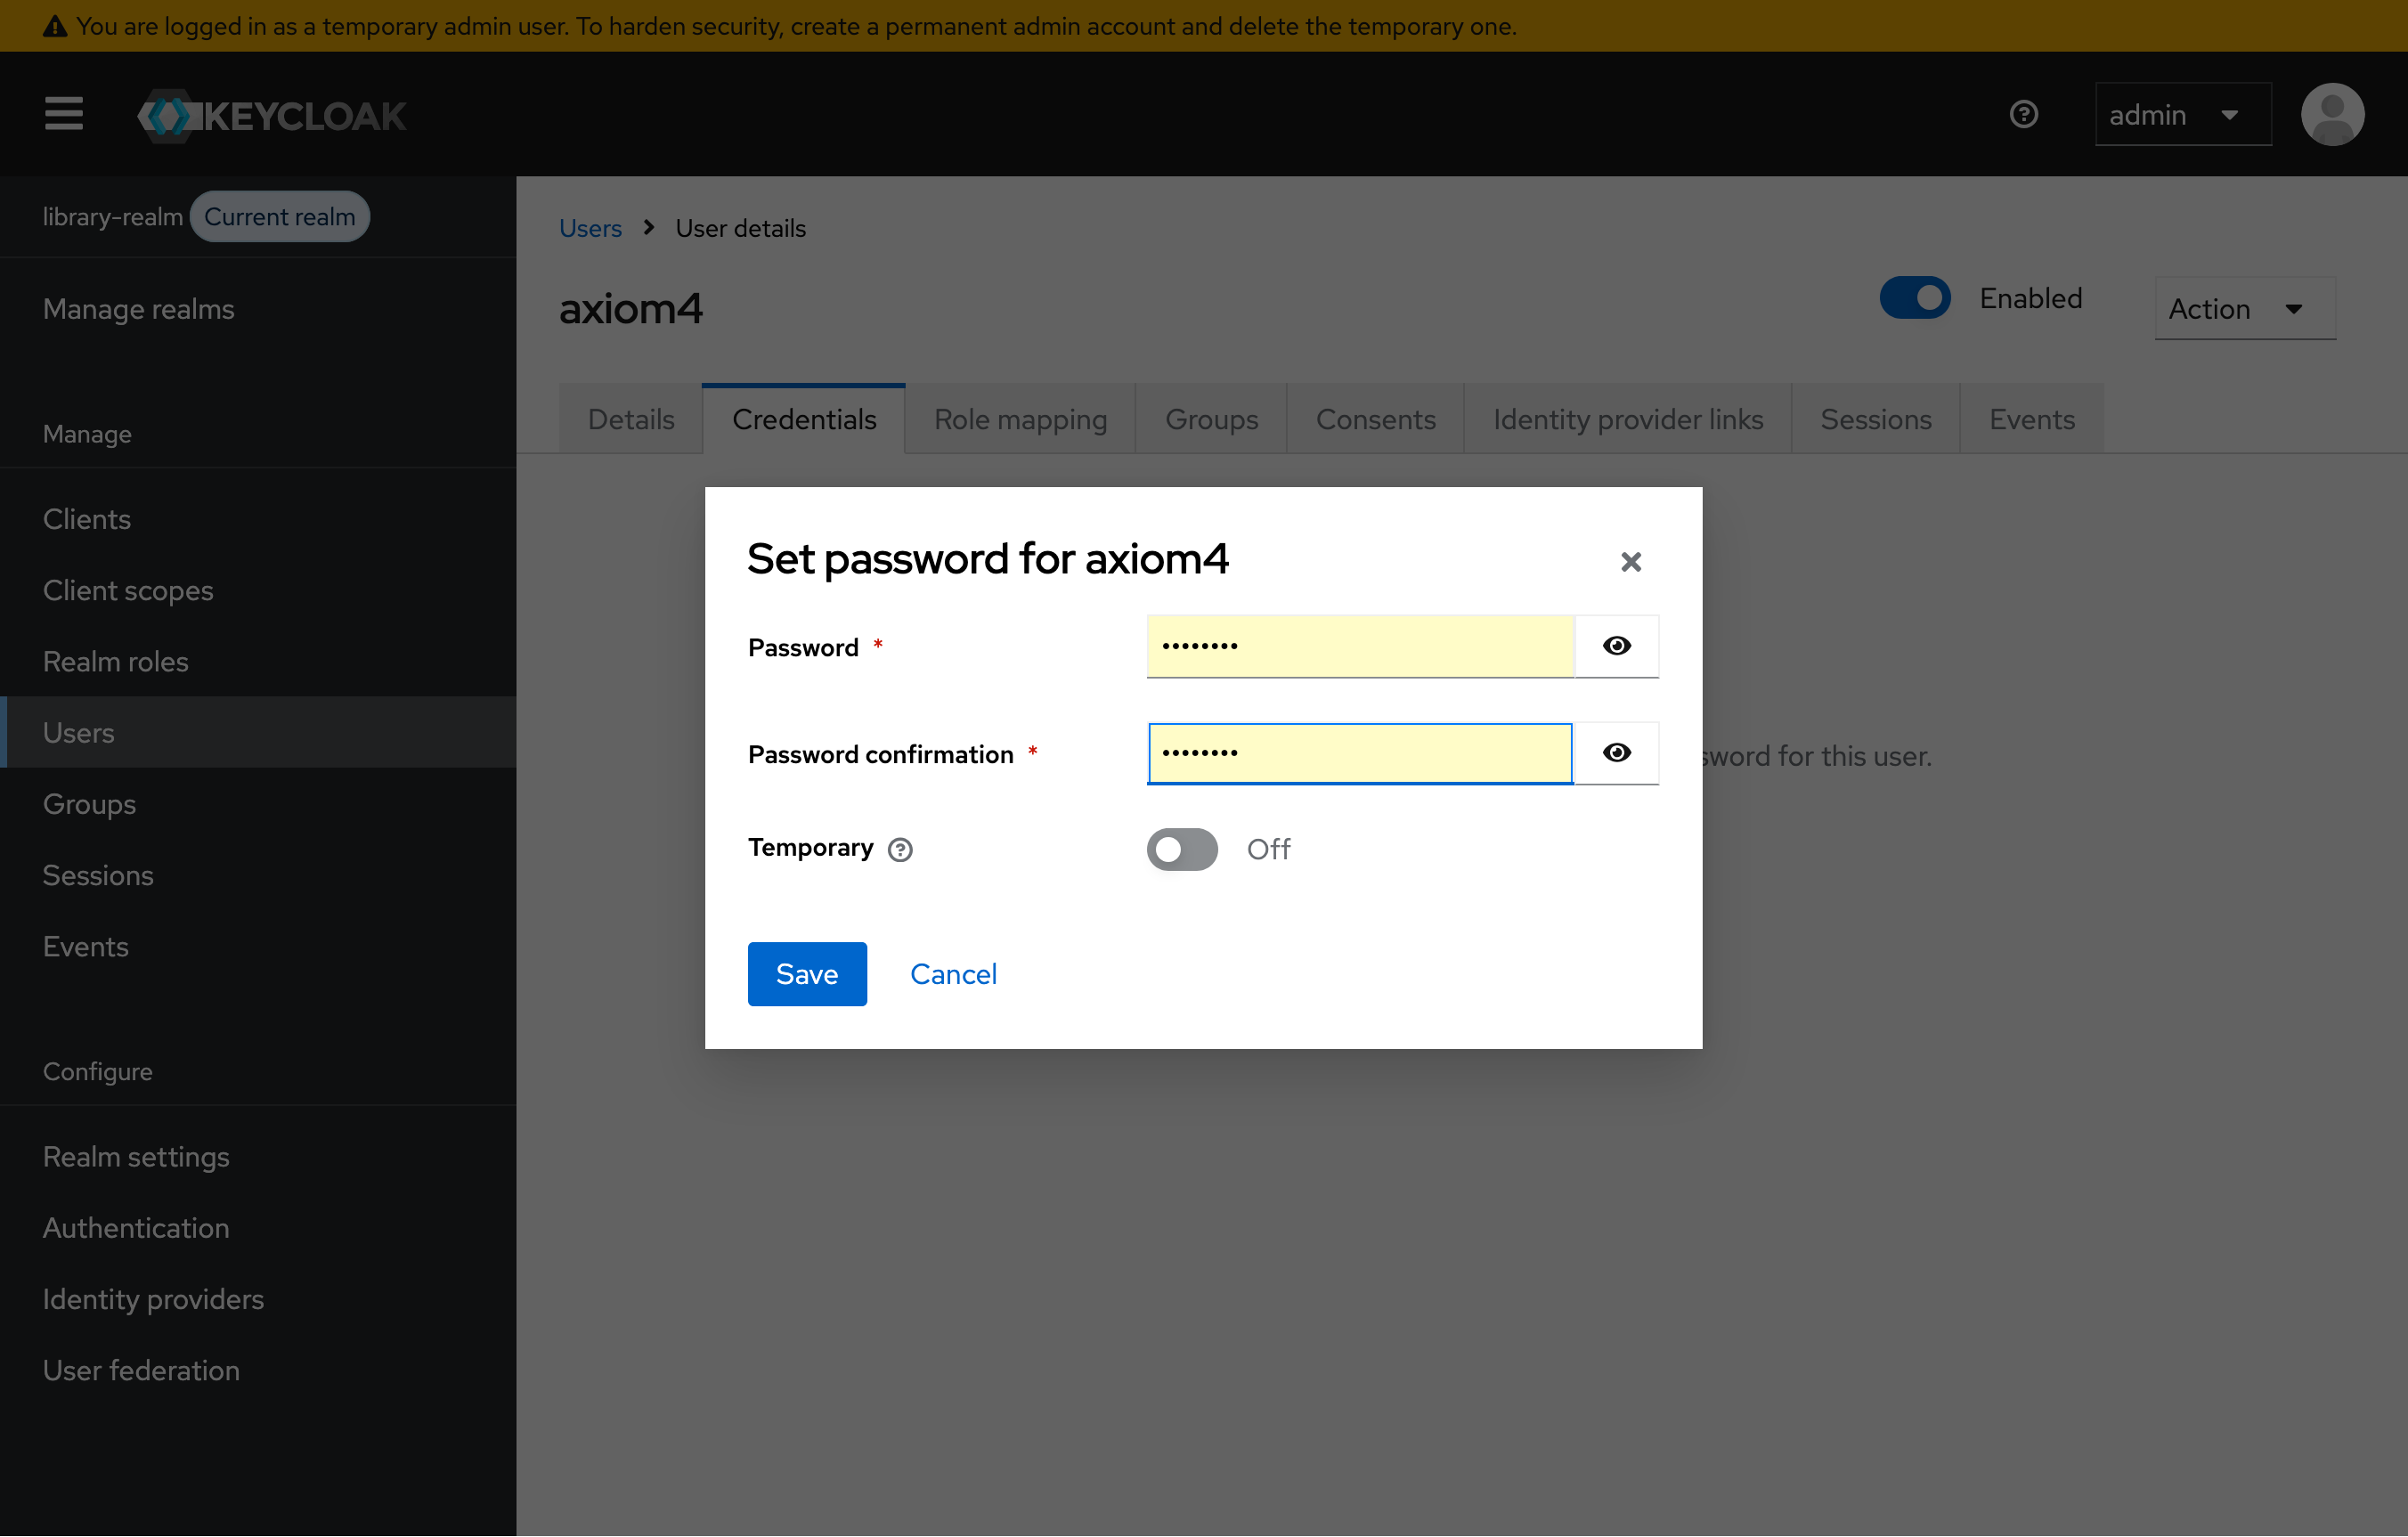 You are logged in as a temporary admin user. To harden security, create a permanent admin account and delete the temporary one.
KEYCLOAK
admin
library-realm Current realm
Manage realms
Manage
Clients
Client scopes
Realm roles
Users
Groups
Sessions
Events
Configure
Realm settings
Authentication
Identity providers
User federation
Users > User details
axiom4
Enabled
Action
Details Credentials Role mapping Groups Consents Identity provider links Sessions Events
for this user.
Set password for axiom4
Password *
••••••••
Password confirmation *
••••••••
Temporary
Off
Save Cancel